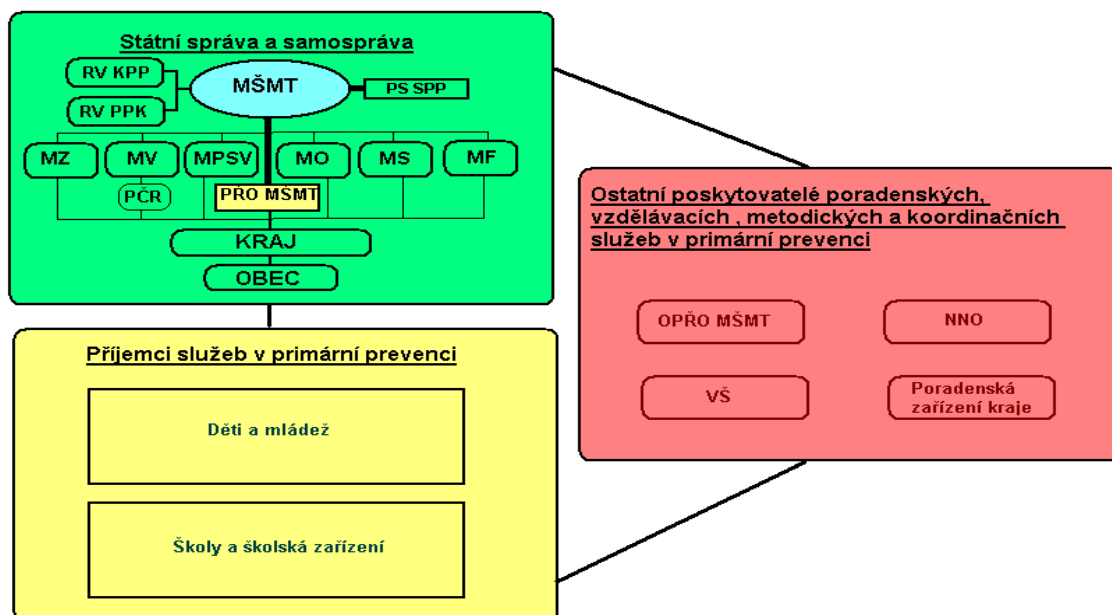 Státní správa a samospráva
RV KPP
MŠMT
PS SPP
RV PPK
MZ
MV
MPSV
MO
MS
MF
PČR
PŘO MŠMT
KRAJ
OBEC
Ostatní poskytovatelé poradenských,
vzdělávacích , metodických a koordinačních
služeb v primární prevenci
OPŘO MŠMT
NNO
VŠ
Poradenská
zařízení kraje
Příjemci služeb v primární prevenci
Děti a mládež
Školy a školská zařízení